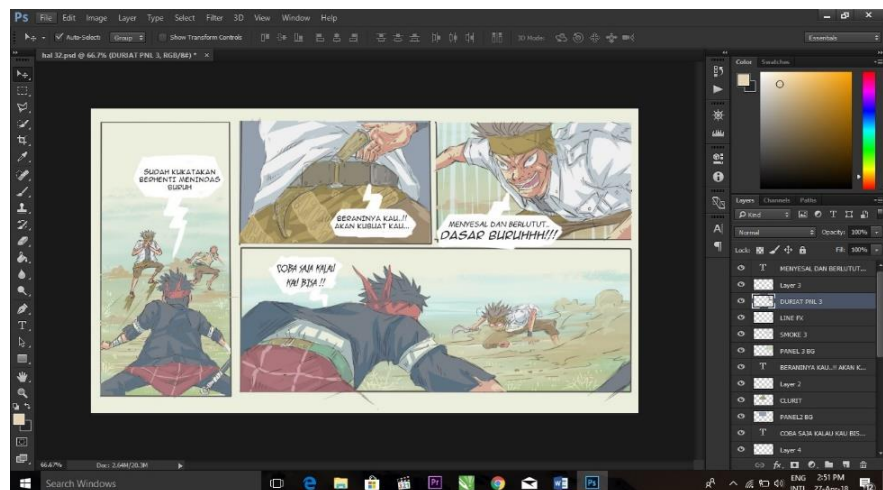 Ps File Edit Image Layer Type Select Filter 3D View Window Help
Auto-Select: Group Show Transform Controls 3D Mode: Essentials
hal 32.psd @ 66.7% (DURIAT PNL 3, RGB/8#) * ×
SUDAH KUKATAKAN
BERHENTI MENINDAS
BURUH
BERANINYA KAU..!!
AKAN KUBUAT KAU...
MENYESAL DAN BERLUTUT..
DASAR BURUHHH!!!
COBA SAJA KALAU
KAU BISA !!
Color Swatches
Layers Channels Paths
Kind
Normal Opacity: 100%
Lock: Fill: 100%
MENYESAL DAN BERLUTUT...
Layer 3
DURIAT PNL 3
LINE FX
SMOKE 3
PANEL 3 BG
BERANINYA KAU..!! AKAN K...
Layer 2
CLURIT
PANEL2 BG
COBA SAJA KALAU KAU BIS...
Layer 4
66.67% Doc: 2.64M/20.3M
Search Windows
ENG 2:51 PM
INTL 27-Apr-18